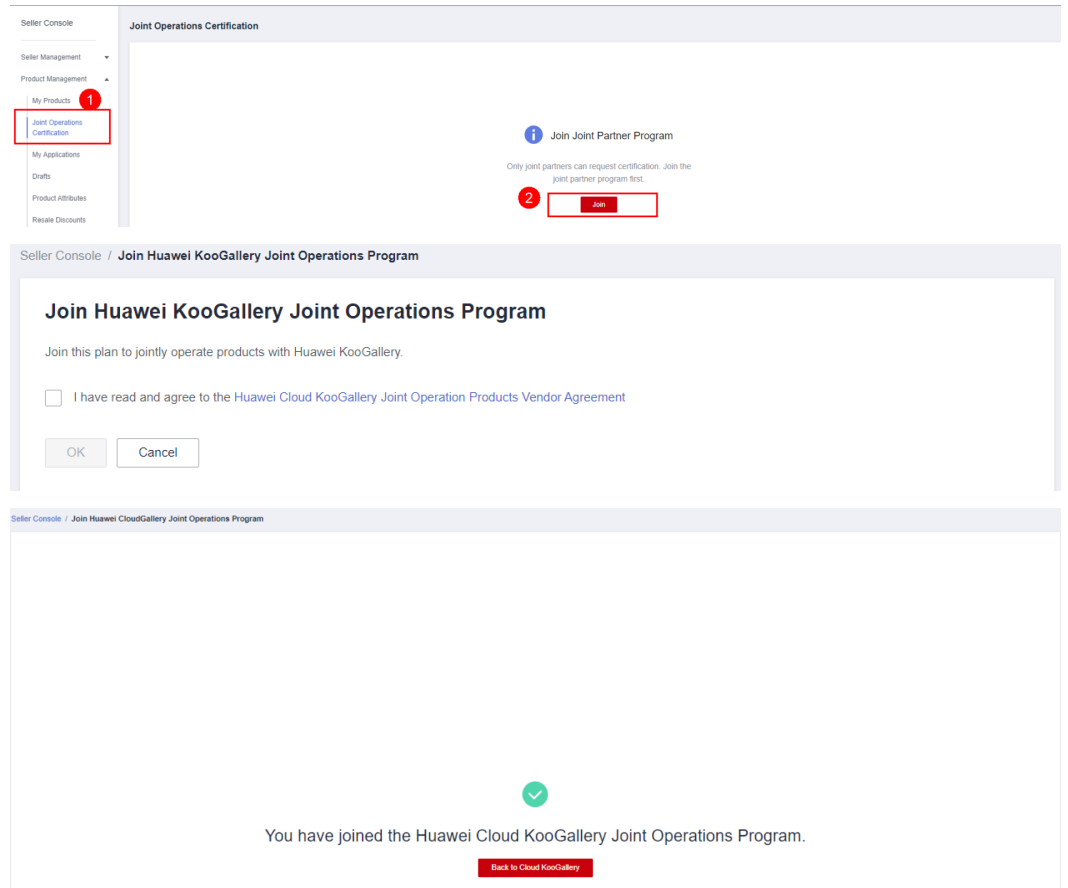 Seller Console
Joint Operations Certification
Seller Management
Product Management
My Products
1
Joint Operations
Certification
My Applications
Drafts
Product Attributes
Resale Discounts
Join Joint Partner Program
Only joint partners can request certification. Join the
joint partner program first.
2
Join
Seller Console / Join Huawei KooGallery Joint Operations Program
Join Huawei KooGallery Joint Operations Program
Join this plan to jointly operate products with Huawei KooGallery.
I have read and agree to the Huawei Cloud KooGallery Joint Operation Products Vendor Agreement
OK
Cancel
Seller Console / Join Huawei CloudGallery Joint Operations Program
You have joined the Huawei Cloud KooGallery Joint Operations Program.
Back to Cloud KooGallery